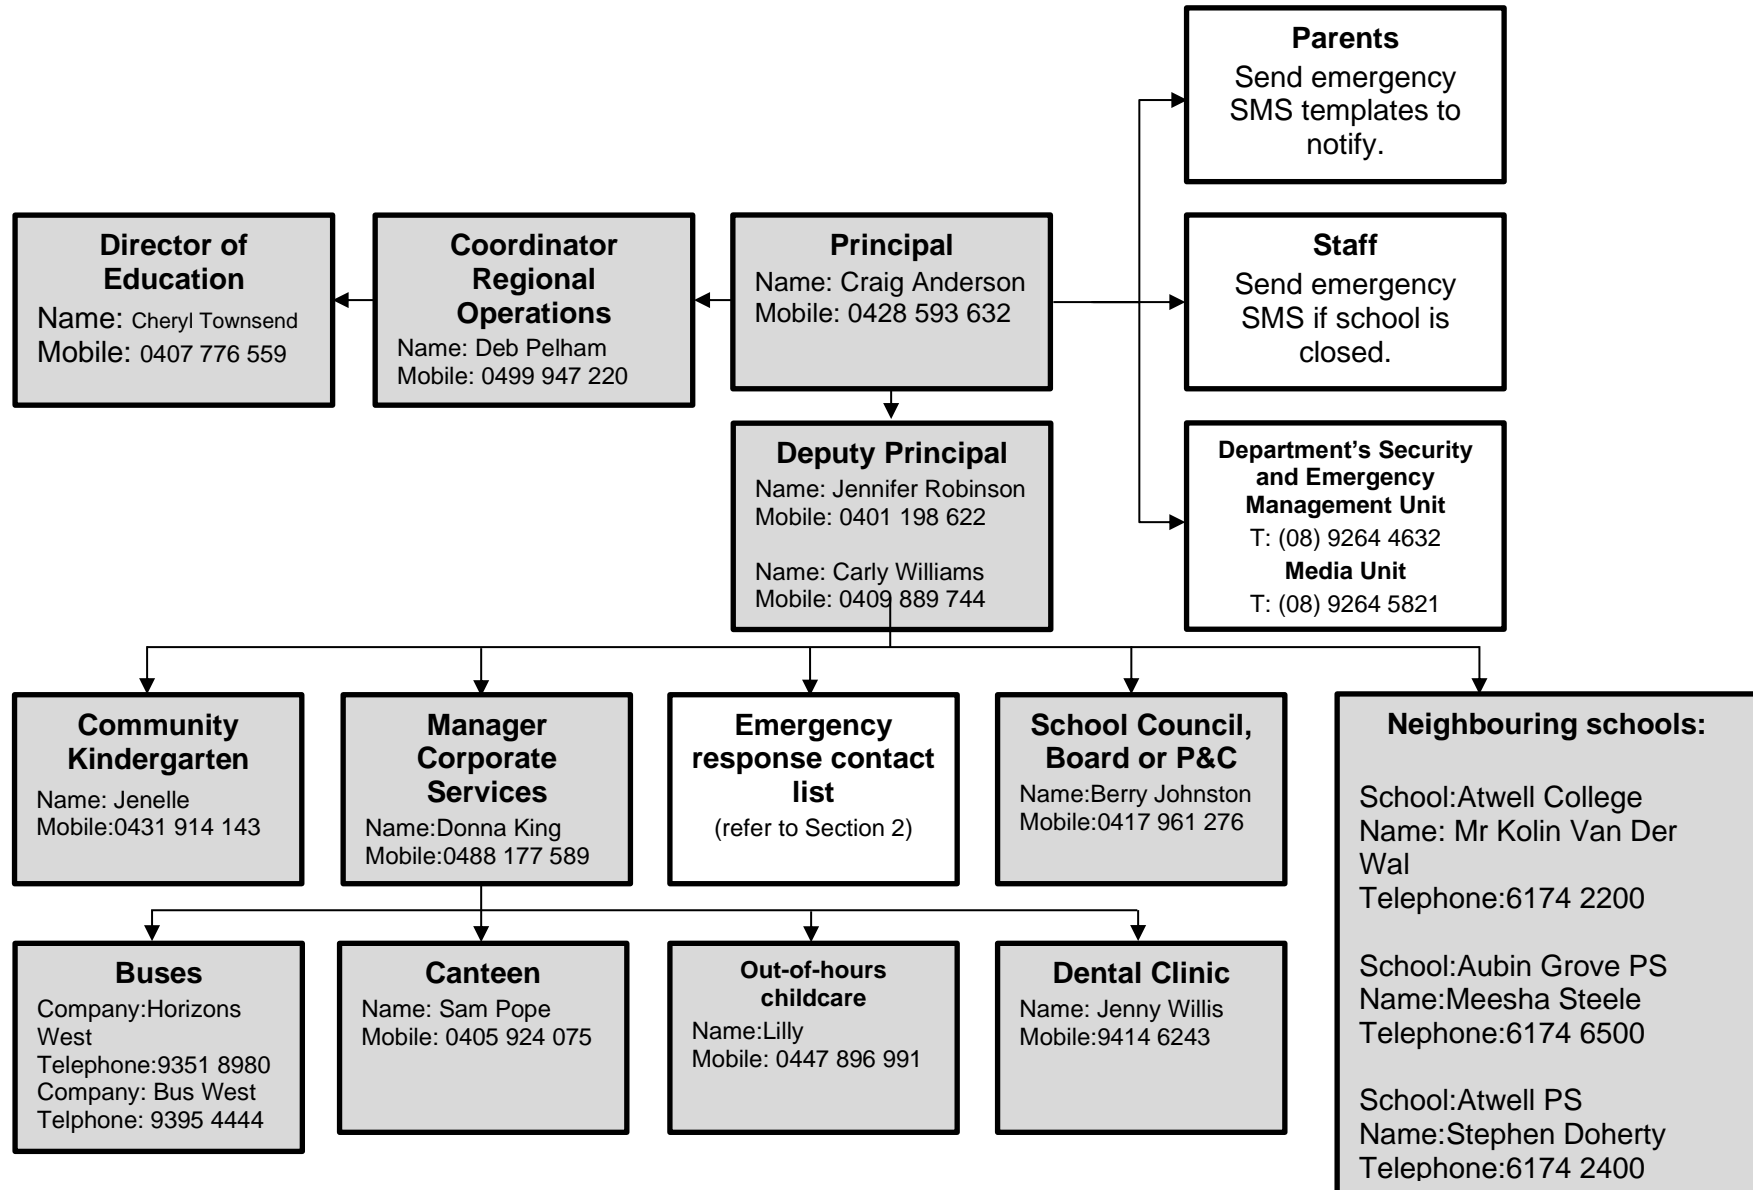 Parents
Send emergency
SMS templates to
notify.
Director of
Education
Name: Cheryl Townsend
Mobile: 0407 776 559
Coordinator
Regional
Operations
Name: Deb Pelham
Mobile: 0499 947 220
Principal
Name: Craig Anderson
Mobile: 0428 593 632
Staff
Send emergency
SMS if school is
closed.
Deputy Principal
Name: Jennifer Robinson
Mobile: 0401 198 622
Name: Carly Williams
Mobile: 0409 889 744
Department’s Security
and Emergency
Management Unit
T: (08) 9264 4632
Media Unit
T: (08) 9264 5821
Community
Kindergarten
Name: Jenelle
Mobile:0431 914 143
Manager
Corporate
Services
Name:Donna King
Mobile:0488 177 589
Emergency
response contact
list
(refer to Section 2)
School Council,
Board or P&C
Name:Berry Johnston
Mobile:0417 961 276
Neighbouring schools:
School:Atwell College
Name: Mr Kolin Van Der
Wal
Telephone:6174 2200
School:Aubin Grove PS
Name:Meesha Steele
Telephone:6174 6500
School:Atwell PS
Name:Stephen Doherty
Telephone:6174 2400
Buses
Company:Horizons
West
Telephone:9351 8980
Company: Bus West
Telphone: 9395 4444
Canteen
Name: Sam Pope
Mobile: 0405 924 075
Out-of-hours
childcare
Name:Lilly
Mobile: 0447 896 991
Dental Clinic
Name: Jenny Willis
Mobile:9414 6243